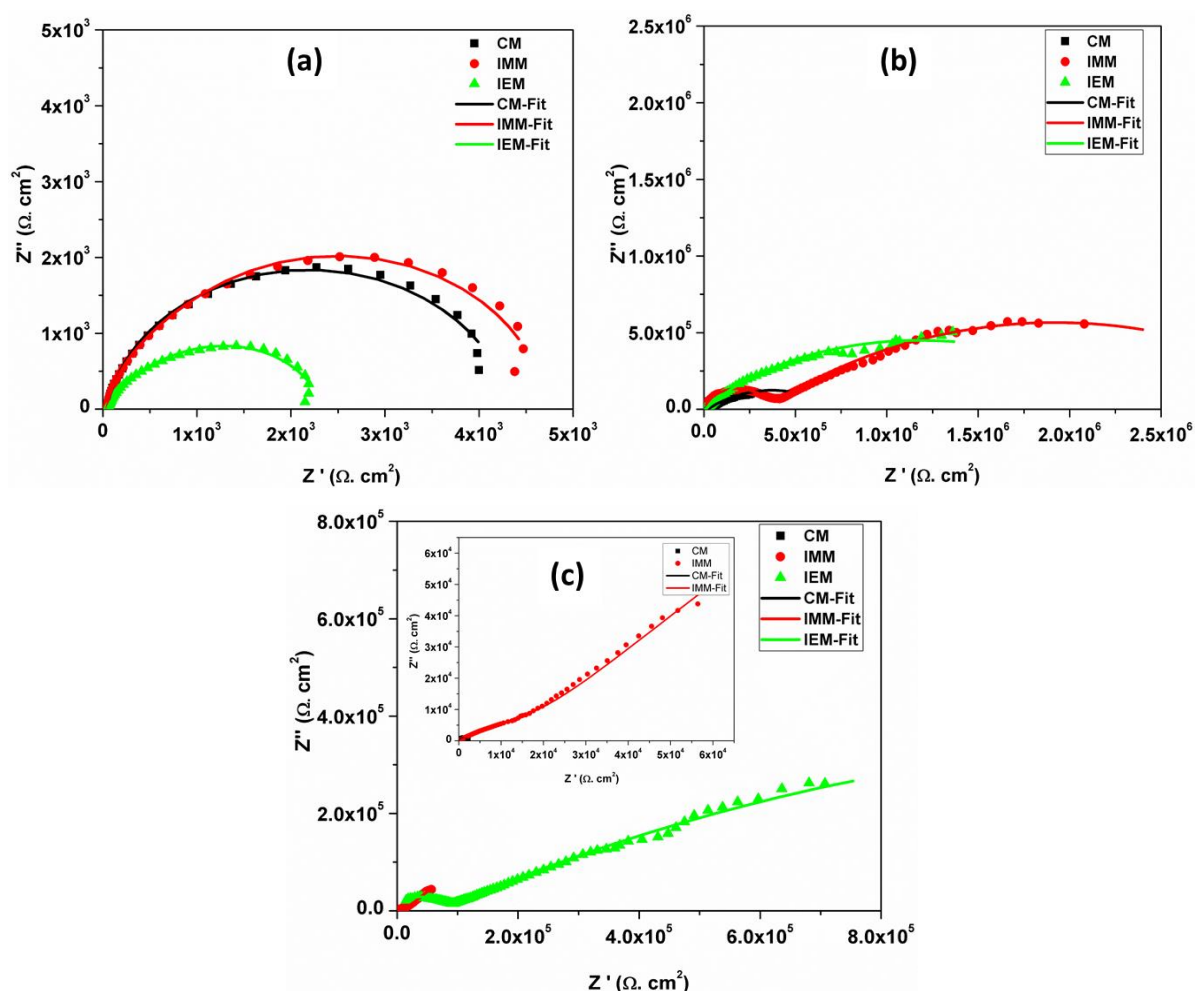 (a)
5x10³
4x10³
3x10³
2x10³
1x10³
0
Z'' (Ω. cm²)
CM
IMM
IEM
CM-Fit
IMM-Fit
IEM-Fit
0 1x10³ 2x10³ 3x10³ 4x10³ 5x10³
Z ' (Ω. cm²)
(b)
2.5x10⁶
2.0x10⁶
1.5x10⁶
1.0x10⁶
5.0x10⁵
0.0
Z'' (Ω. cm²)
CM
IMM
IEM
CM-Fit
IMM-Fit
IEM-Fit
0.0 5.0x10⁵ 1.0x10⁶ 1.5x10⁶ 2.0x10⁶ 2.5x10⁶
Z ' (Ω. cm²)
(c)
8.0x10⁵
6.0x10⁵
4.0x10⁵
2.0x10⁵
0.0
Z'' (Ω. cm²)
6x10⁴
5x10⁴
4x10⁴
3x10⁴
2x10⁴
1x10⁴
0
Z'' (Ω. cm²)
CM
IMM
CM-Fit
IMM-Fit
0 1x10⁴ 2x10⁴ 3x10⁴ 4x10⁴ 5x10⁴ 6x10⁴
Z ' (Ω. cm²)
CM
IMM
IEM
CM-Fit
IMM-Fit
IEM-Fit
0.0 2.0x10⁵ 4.0x10⁵ 6.0x10⁵ 8.0x10⁵
Z ' (Ω. cm²)